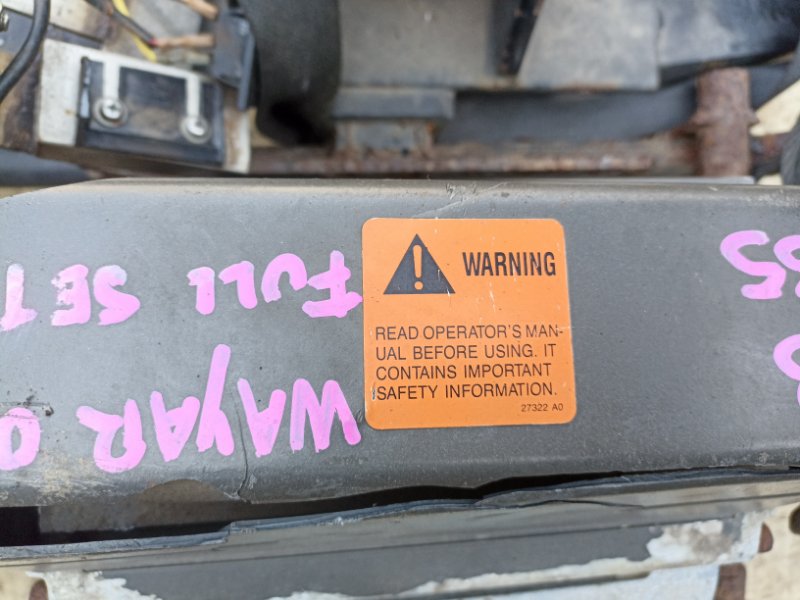 WARNING
READ OPERATOR'S MAN-
UAL BEFORE USING. IT
CONTAINS IMPORTANT
SAFETY INFORMATION.
27322 A0
WAYAR
FULL SET